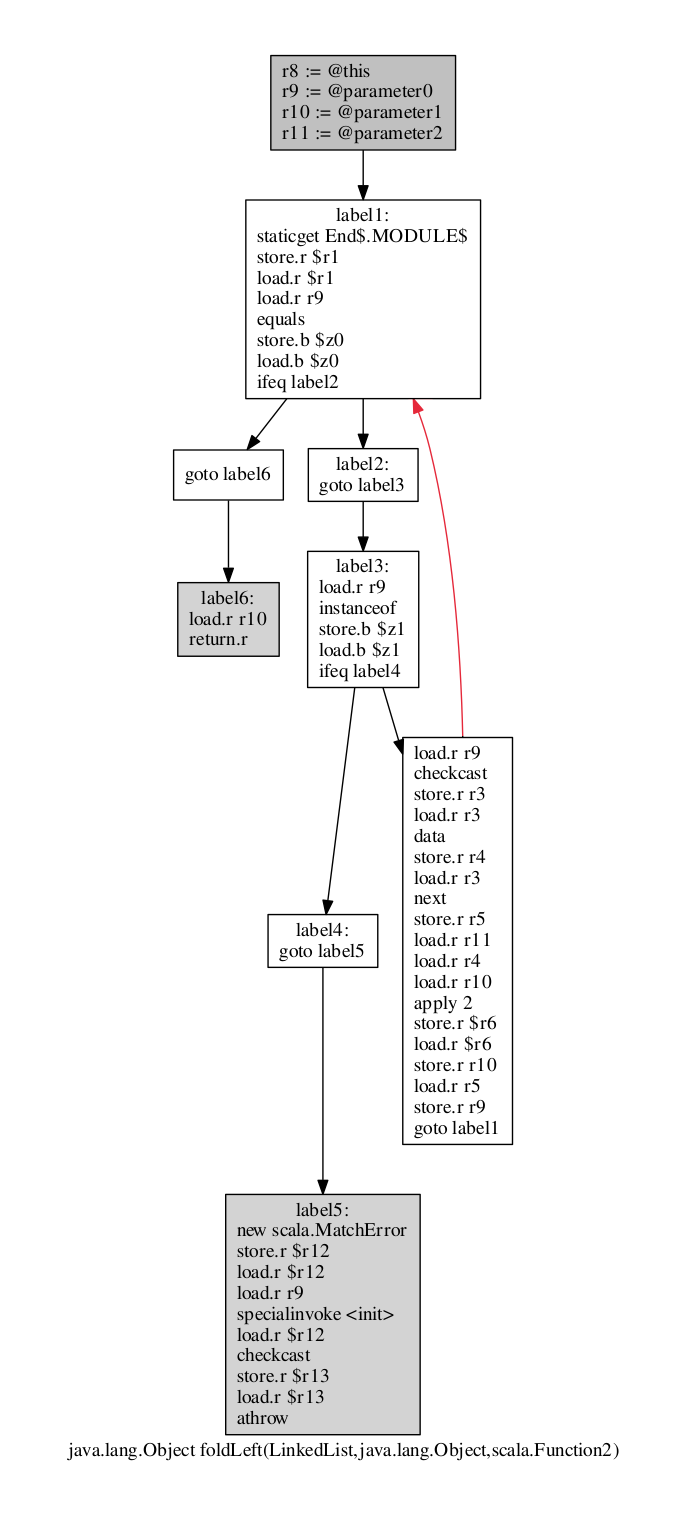 r8 := @this
r9 := @parameter0
r10 := @parameter1
r11 := @parameter2
label1:
staticget End$.MODULE$
store.r $r1
load.r $r1
load.r r9
equals
store.b $z0
load.b $z0
ifeq label2
goto label6
label2:
goto label3
label6:
load.r r10
return.r
label3:
load.r r9
instanceof
store.b $z1
load.b $z1
ifeq label4
load.r r9
checkcast
store.r r3
load.r r3
data
store.r r4
load.r r3
next
store.r r5
load.r r11
load.r r4
load.r r10
apply 2
store.r $r6
load.r $r6
store.r r10
load.r r5
store.r r9
goto label1
label4:
goto label5
label5:
new scala.MatchError
store.r $r12
load.r $r12
load.r r9
specialinvoke <init>
load.r $r12
checkcast
store.r $r13
load.r $r13
athrow
java.lang.Object foldLeft(LinkedList,java.lang.Object,scala.Function2)